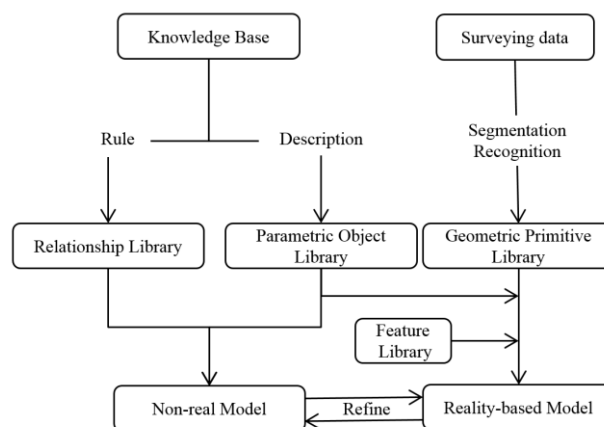 Knowledge Base
Surveying data
Rule
Description
Segmentation
Recognition
Relationship Library
Parametric Object
Library
Geometric Primitive
Library
Feature
Library
Non-real Model
Refine
Reality-based Model